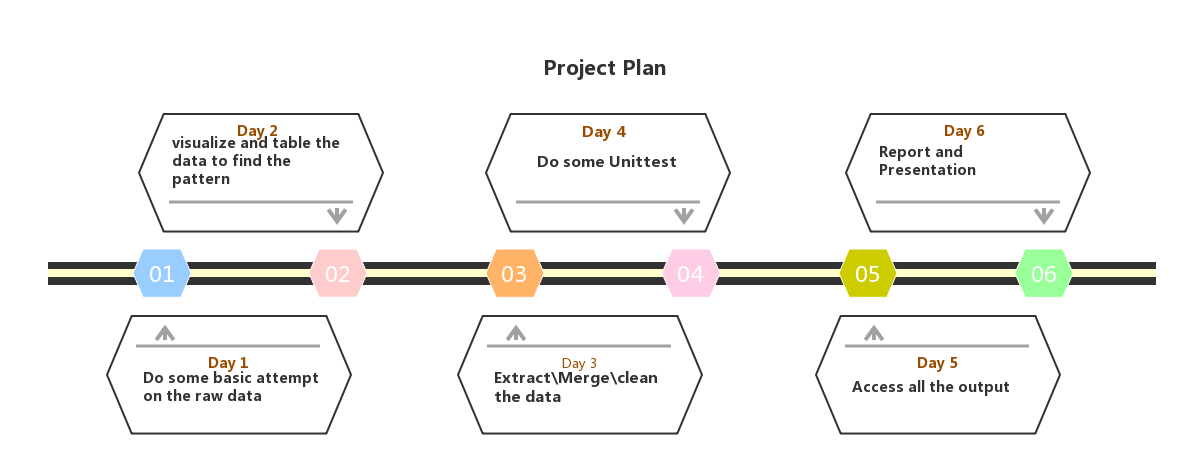 Project Plan
Day 2
visualize and table the
data to find the
pattern
Day 4
Do some Unittest
Day 6
Report and
Presentation
01
02
03
04
05
06
Day 1
Do some basic attempt
on the raw data
Day 3
Extract\Merge\clean
the data
Day 5
Access all the output